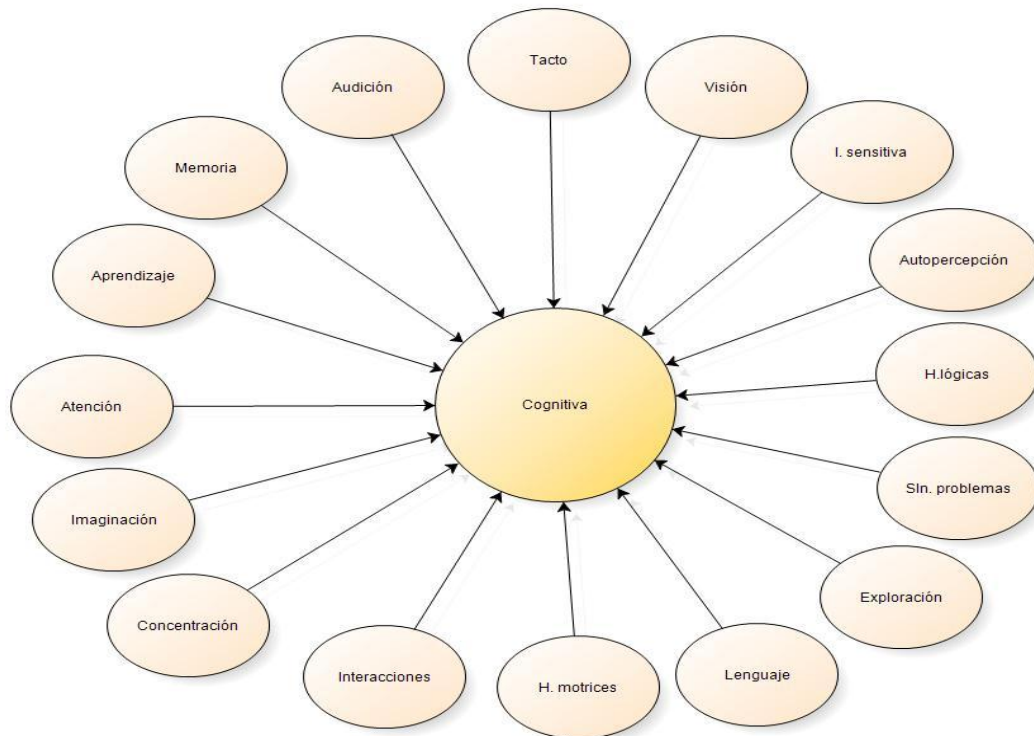 Tacto
Audición
Visión
I. sensitiva
Memoria
Autopercepción
Aprendizaje
H.lógicas
Cognitiva
Atención
Sln. problemas
Imaginación
Exploración
Concentración
Lenguaje
Interacciones
H. motrices